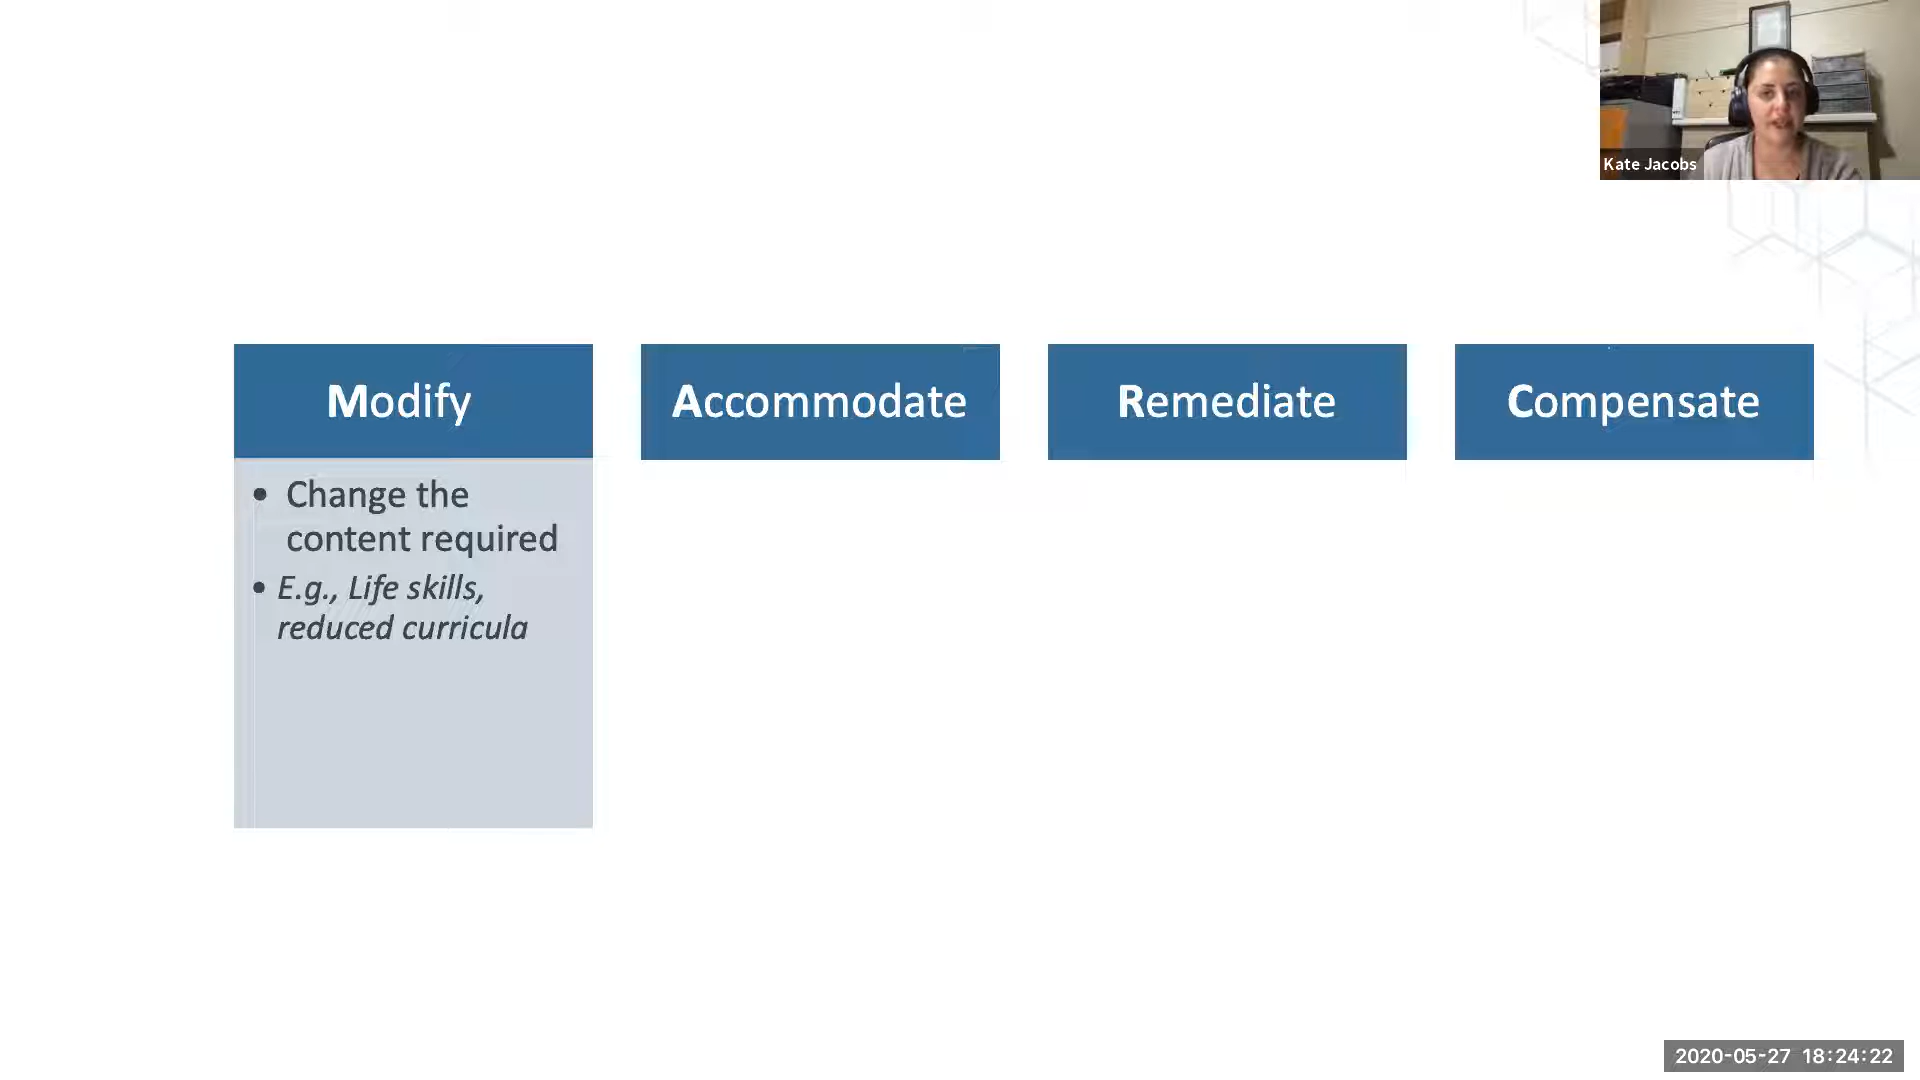 Kate Jacobs
Modify
Accommodate
Remediate
Compensate
• Change the
content required
• E.g., Life skills,
reduced curricula
2020-05-27 18:24:22